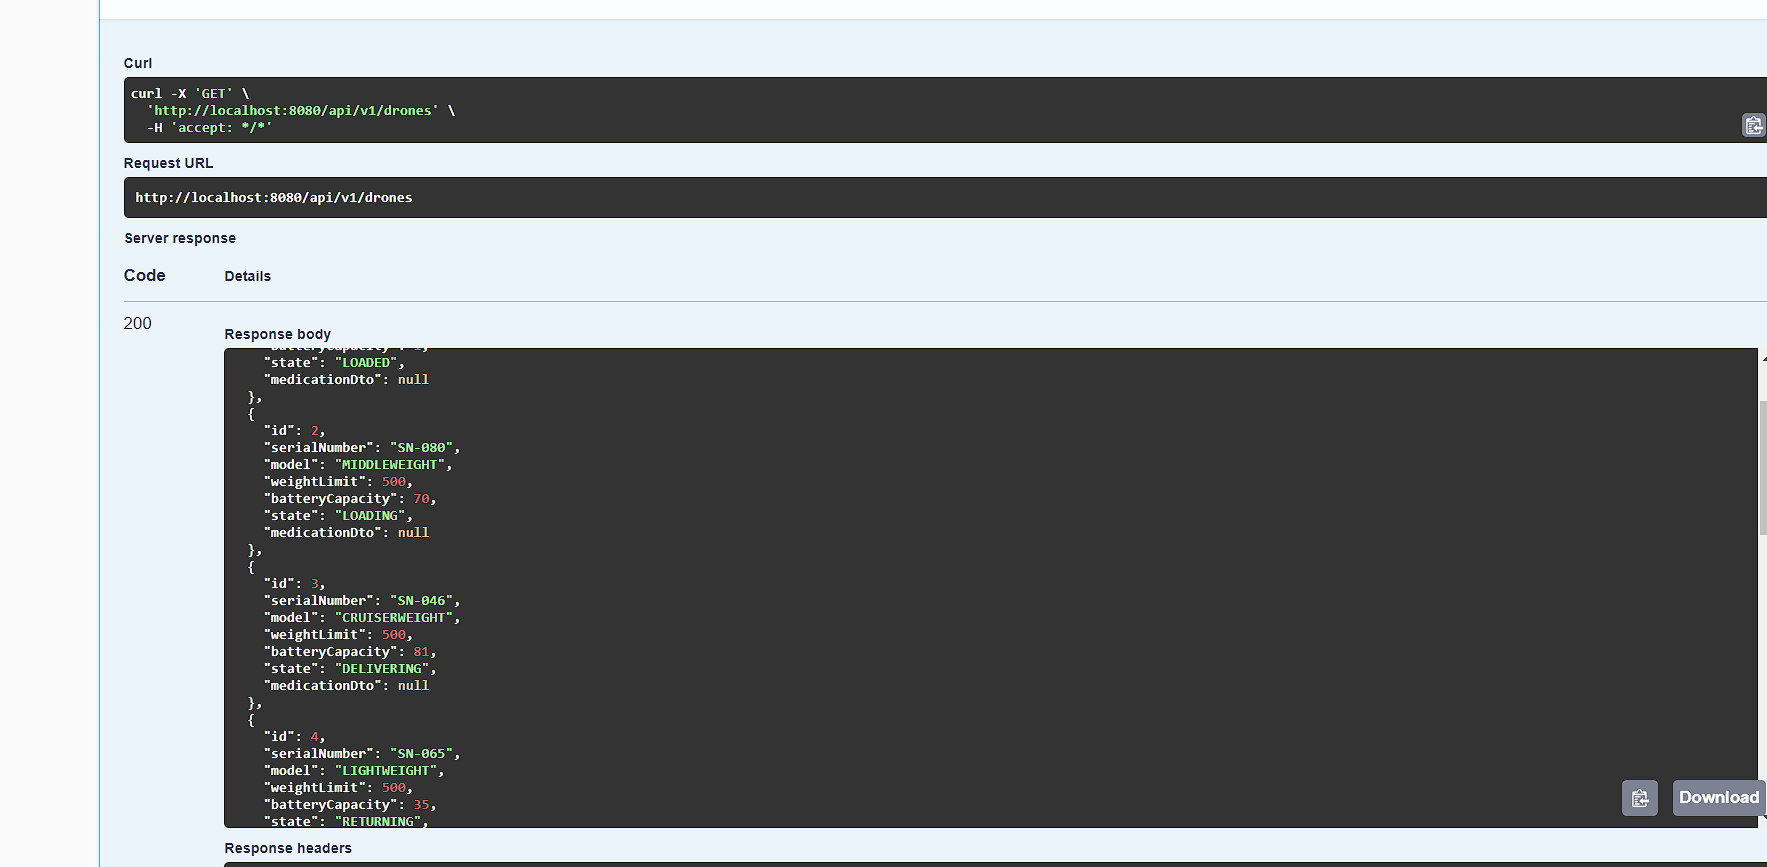 Curl
curl -X 'GET' \
'http://localhost:8080/api/v1/drones' \
-H 'accept: */*'
Request URL
http://localhost:8080/api/v1/drones
Server response
Code Details
200
Response body
"state": "LOADED",
"medicationDto": null
},
{
"id": 2,
"serialNumber": "SN-080",
"model": "MIDDLEWEIGHT",
"weightLimit": 500,
"batteryCapacity": 70,
"state": "LOADING",
"medicationDto": null
},
{
"id": 3,
"serialNumber": "SN-046",
"model": "CRUISERWEIGHT",
"weightLimit": 500,
"batteryCapacity": 81,
"state": "DELIVERING",
"medicationDto": null
},
{
"id": 4,
"serialNumber": "SN-065",
"model": "LIGHTWEIGHT",
"weightLimit": 500,
"batteryCapacity": 35,
"state": "RETURNING",
Download
Response headers